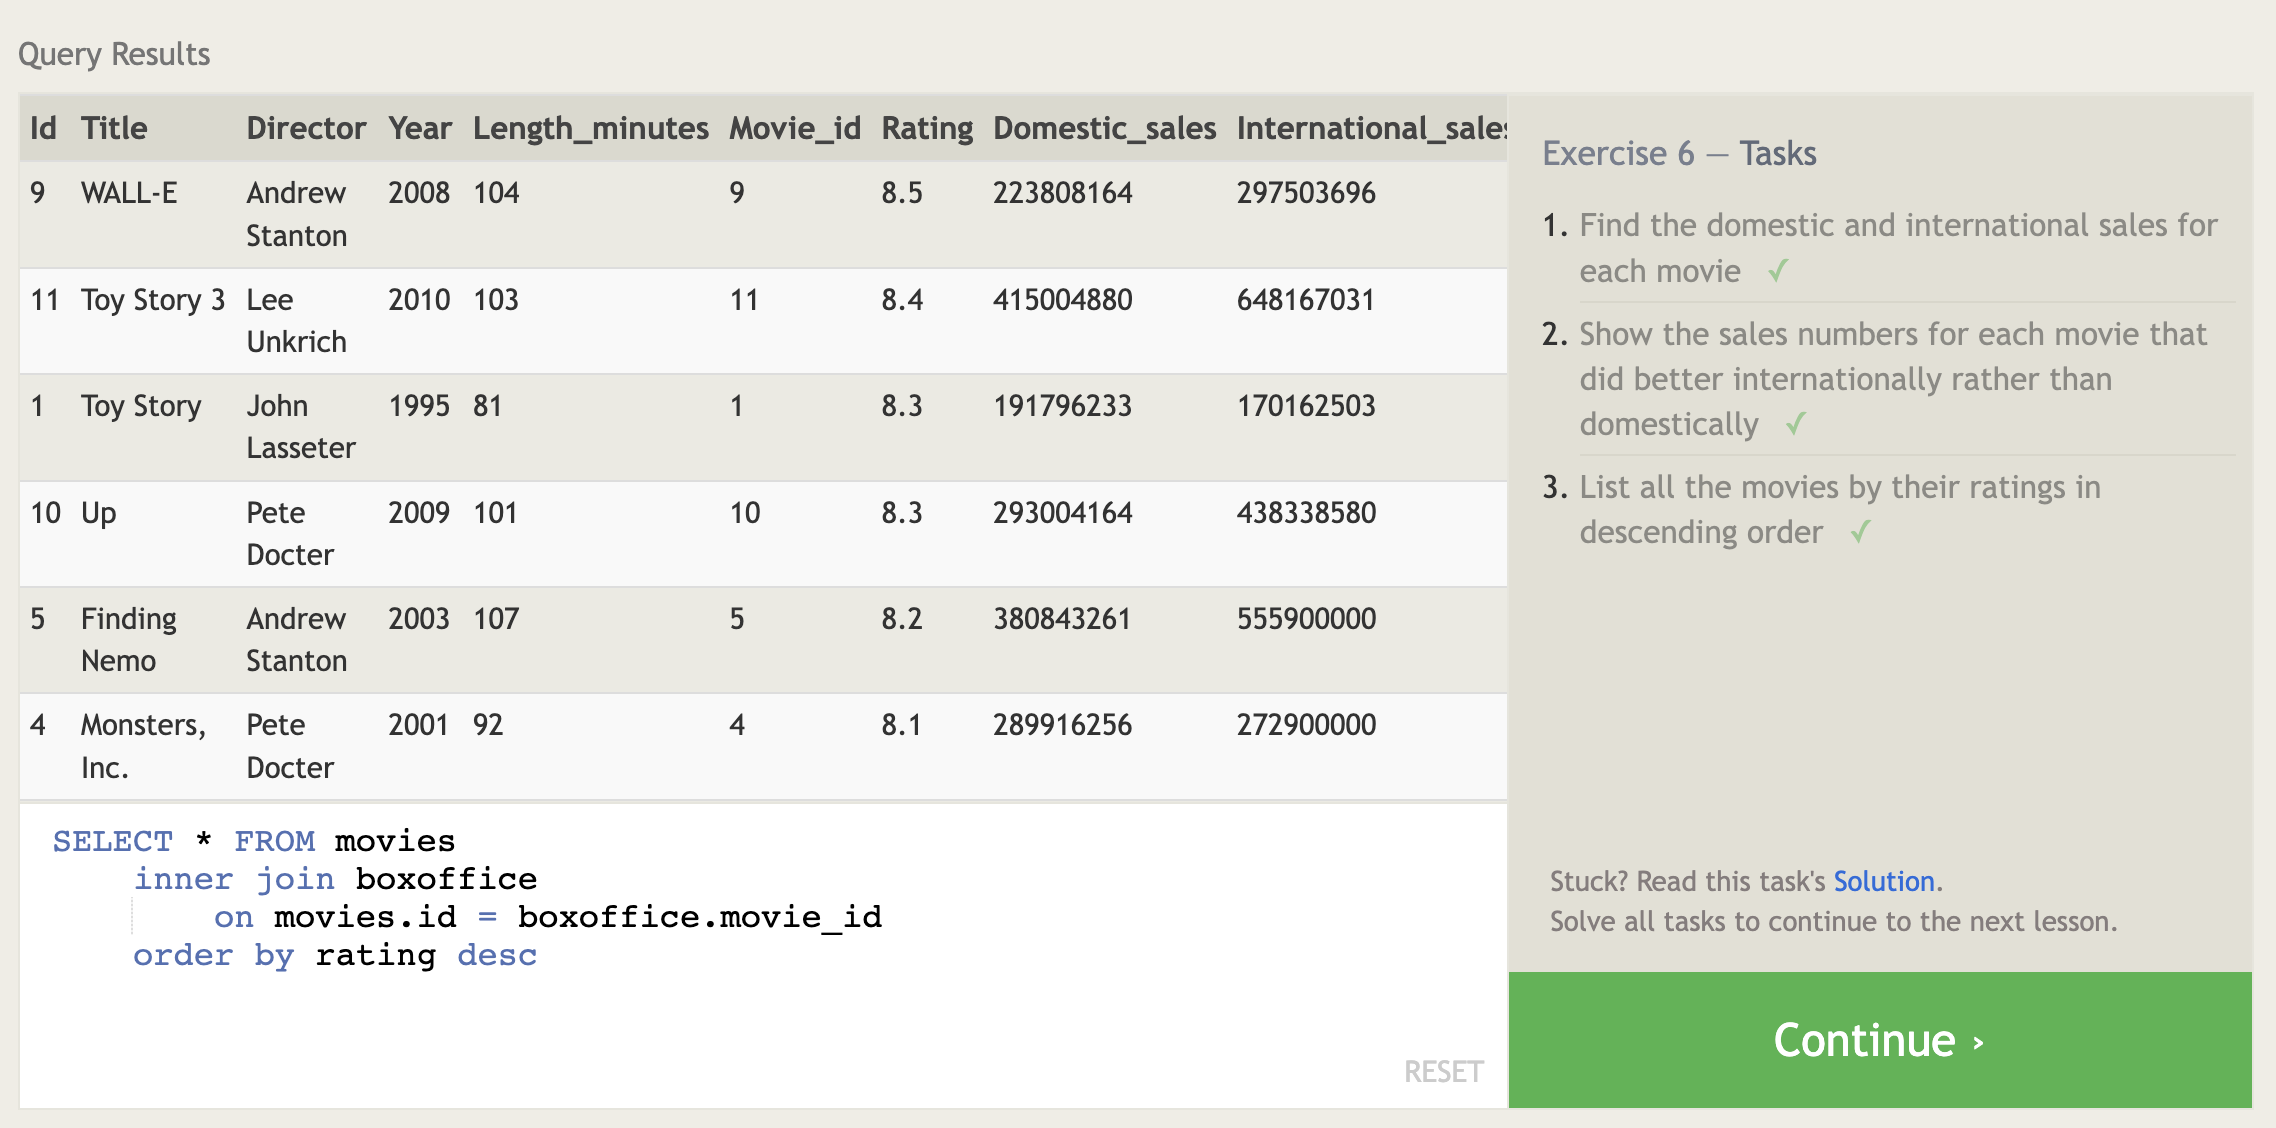 Query Results
Id Title Director Year Length_minutes Movie_id Rating Domestic_sales International_sales
9 WALL-E Andrew Stanton 2008 104 9 8.5 223808164 297503696
11 Toy Story 3 Lee Unkrich 2010 103 11 8.4 415004880 648167031
1 Toy Story John Lasseter 1995 81 1 8.3 191796233 170162503
10 Up Pete Docter 2009 101 10 8.3 293004164 438338580
5 Finding Nemo Andrew Stanton 2003 107 5 8.2 380843261 555900000
4 Monsters, Inc. Pete Docter 2001 92 4 8.1 289916256 272900000
SELECT * FROM movies
inner join boxoffice
on movies.id = boxoffice.movie_id
order by rating desc
RESET
Exercise 6 — Tasks
1. Find the domestic and international sales for
each movie ✓
2. Show the sales numbers for each movie that
did better internationally rather than
domestically ✓
3. List all the movies by their ratings in
descending order ✓
Stuck? Read this task's Solution.
Solve all tasks to continue to the next lesson.
Continue ›